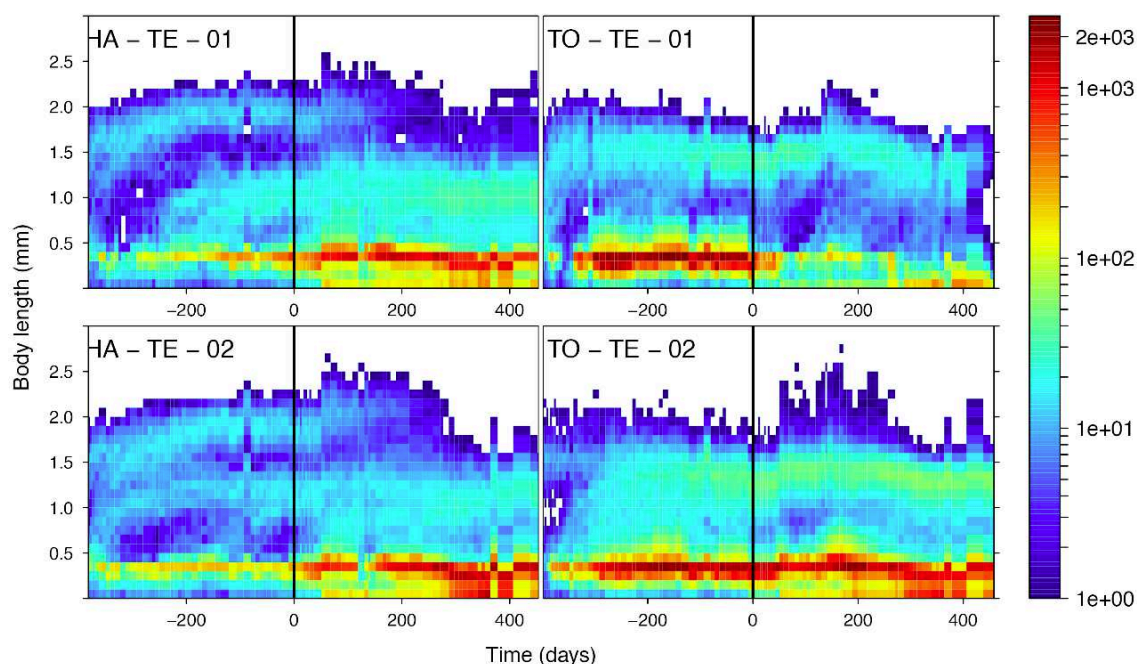 HA – TE – 01
TO – TE – 01
2.5
2.0
1.5
1.0
0.5
−200 0 200 400 −200 0 200 400
HA – TE – 02
TO – TE – 02
2.5
2.0
1.5
1.0
0.5
−200 0 200 400 −200 0 200 400
Body length (mm)
Time (days)
2e+03
1e+03
1e+02
1e+01
1e+00